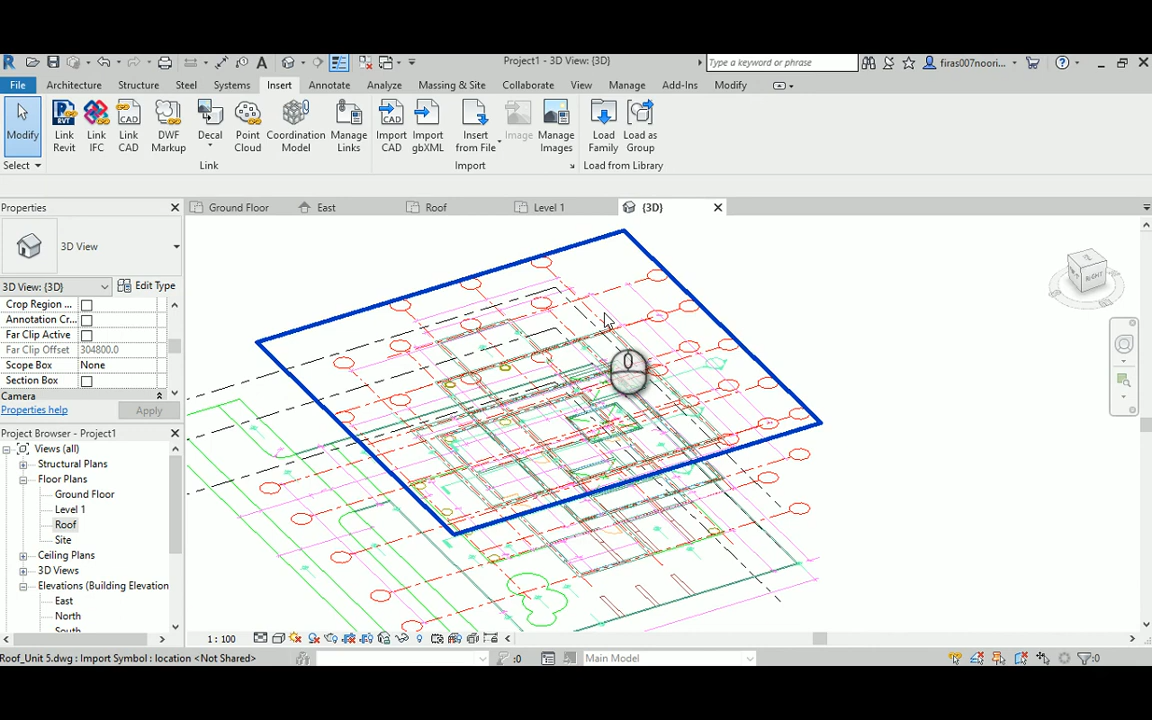 Project1 - 3D View: {3D}
Type a keyword or phrase
firas007noori...
File Architecture Structure Steel Systems Insert Annotate Analyze Massing & Site Collaborate View Manage Add-Ins Modify
Modify
Link Revit
Link IFC
Link CAD
DWF Markup
Decal
Point Cloud
Coordination Model
Manage Links
Import CAD
Import gbXML
Insert from File
Image
Manage Images
Load Family
Load as Group
Select Link Import Load from Library
Properties
Ground Floor East Roof Level 1 {3D}
3D View
3D View: {3D} Edit Type
Crop Region ...
Annotation Cr...
Far Clip Active
Far Clip Offset 304800.0
Scope Box None
Section Box
Camera
Properties help Apply
Project Browser - Project1
Views (all)
Structural Plans
Floor Plans
Ground Floor
Level 1
Roof
Site
Ceiling Plans
3D Views
Elevations (Building Elevation
East
North
South
RIGHT
1 : 100
Roof_Unit 5.dwg : Import Symbol : location <Not Shared>
:0
Main Model
:0